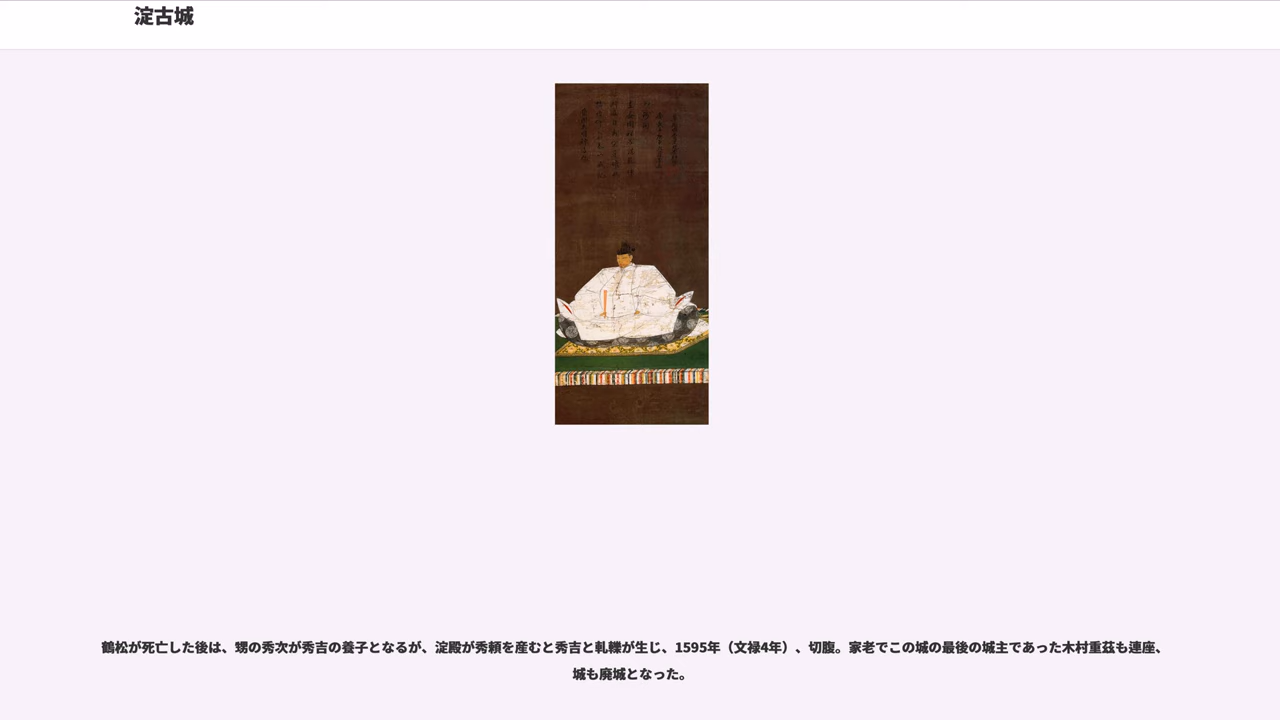 淀古城
鶴松が死亡した後は、甥の秀次が秀吉の養子となるが、淀殿が秀頼を産むと秀吉と軋轢が生じ、1595年（文禄4年）、切腹。家老でこの城の最後の城主であった木村重茲も連座、
城も廃城となった。